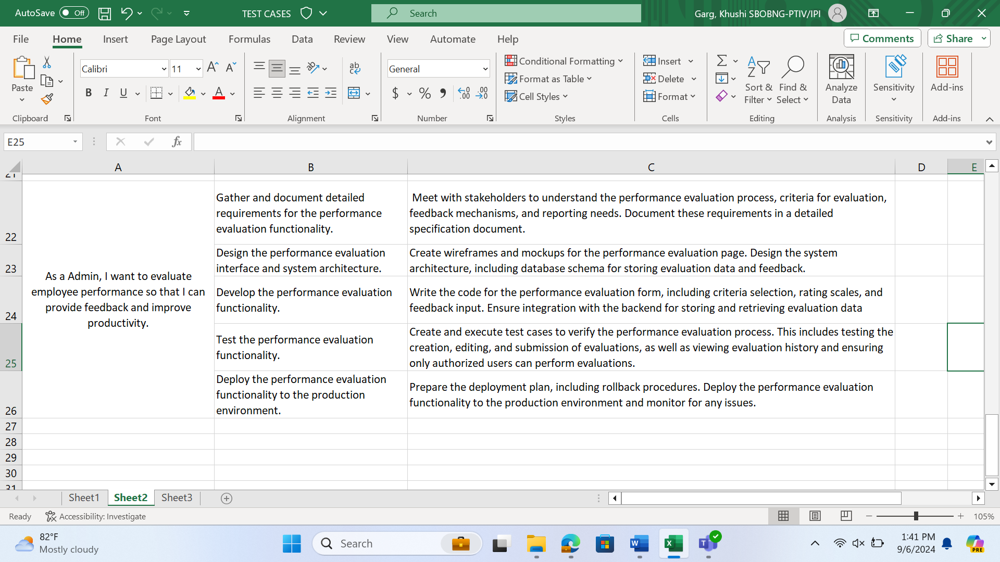 AutoSave Off TEST CASES Search Garg, Khushi SBOBNG-PTIV/IPI
File Home Insert Page Layout Formulas Data Review View Automate Help Comments Share
Paste
Calibri 11
B I U A
ab
General
$ % 9
Conditional Formatting
Format as Table
Cell Styles
Insert
Delete
Format
Sort &
Filter
Find &
Select
Analyze
Data
Sensitivity
Add-ins
Clipboard Font Alignment Number Styles Cells Editing Analysis Sensitivity Add-ins
E25 fx
A B C D E
21
22
As a Admin, I want to evaluate
employee performance so that I can
provide feedback and improve
productivity.
Gather and document detailed
requirements for the performance
evaluation functionality.
Meet with stakeholders to understand the performance evaluation process, criteria for evaluation,
feedback mechanisms, and reporting needs. Document these requirements in a detailed
specification document.
23
Design the performance evaluation
interface and system architecture.
Create wireframes and mockups for the performance evaluation page. Design the system
architecture, including database schema for storing evaluation data and feedback.
24
Develop the performance evaluation
functionality.
Write the code for the performance evaluation form, including criteria selection, rating scales, and
feedback input. Ensure integration with the backend for storing and retrieving evaluation data
25
Test the performance evaluation
functionality.
Create and execute test cases to verify the performance evaluation process. This includes testing the
creation, editing, and submission of evaluations, as well as viewing evaluation history and ensuring
only authorized users can perform evaluations.
26
Deploy the performance evaluation
functionality to the production
environment.
Prepare the deployment plan, including rollback procedures. Deploy the performance evaluation
functionality to the production environment and monitor for any issues.
27
28
29
30
31
Sheet1 Sheet2 Sheet3
Ready Accessibility: Investigate 105%
82°F
Mostly cloudy
Search
1:41 PM
9/6/2024
PRE